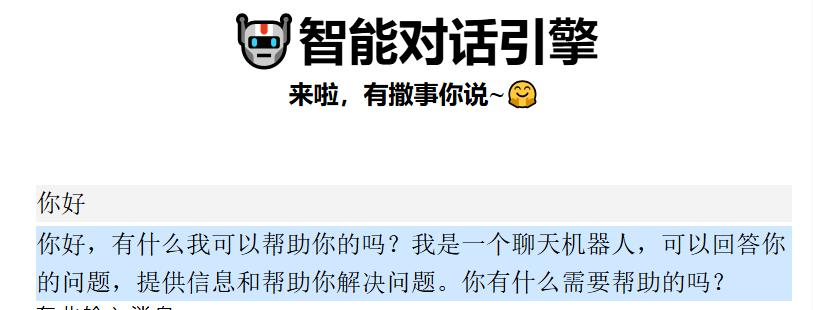 智能对话引擎
来啦，有撒事你说~
你好
你好，有什么我可以帮助你的吗？我是一个聊天机器人，可以回答你
的问题，提供信息和帮助你解决问题。你有什么需要帮助的吗？